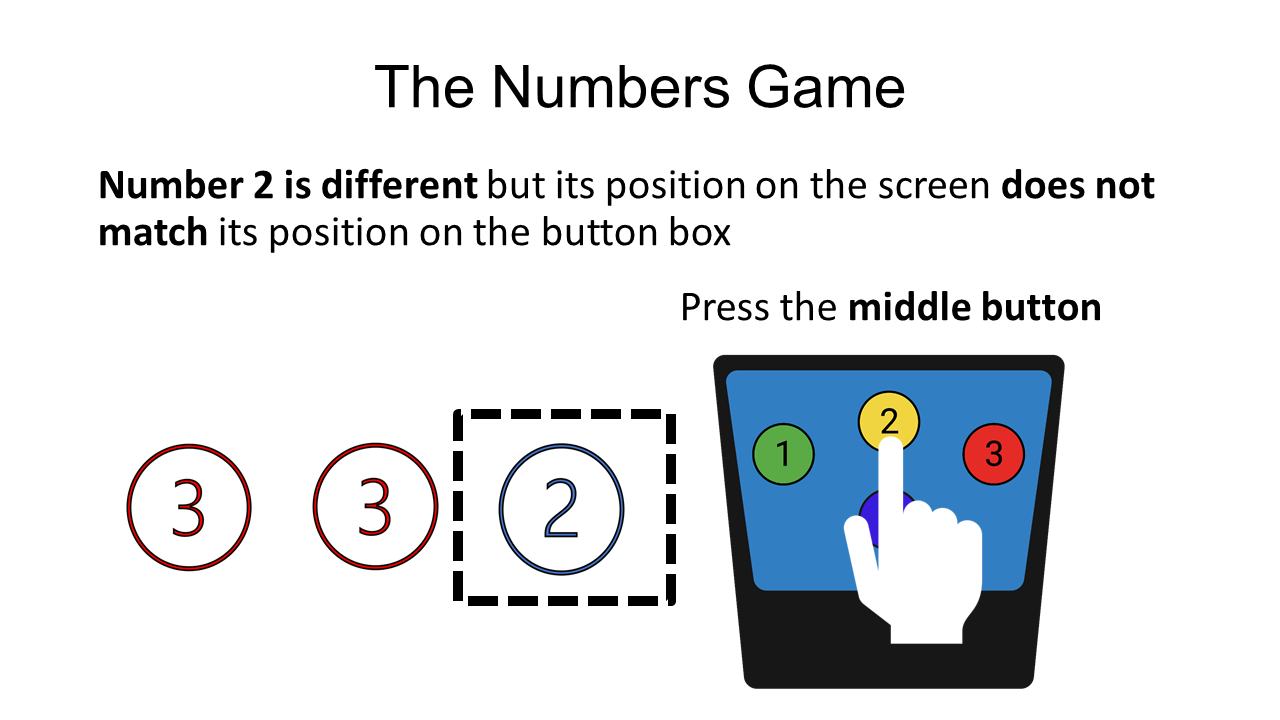 The Numbers Game
Number 2 is different but its position on the screen does not
match its position on the button box
Press the middle button
3 3 2
1 2 3